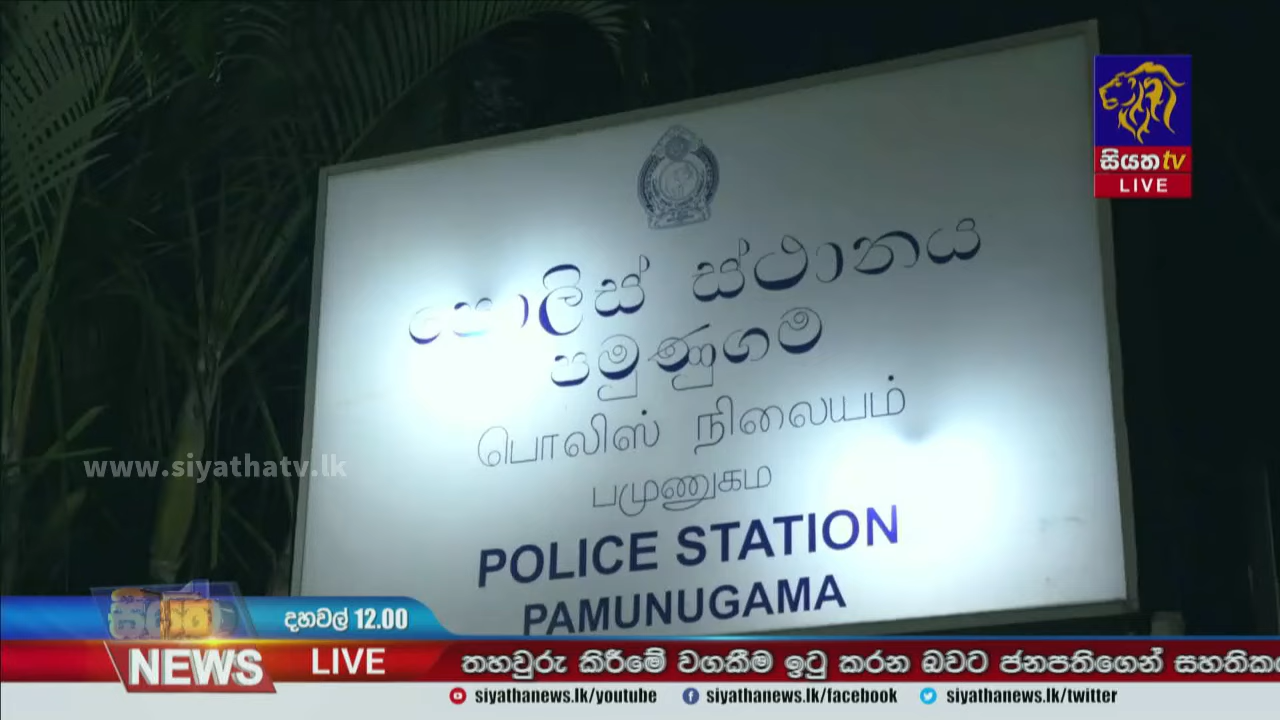 සියත tv
LIVE
පොලිස් ස්ථානය
පමුණුගම
பொலிஸ் நிலையம்
பமுணுகம
www.siyathatv.lk
POLICE STATION
PAMUNUGAMA
සියත
දහවල් 12.00
NEWS
LIVE
තහවුරු කිරීමේ වගකීම ඉටු කරන බවට ජනපතිගෙන් සහතික
siyathanews.lk/youtube
siyathanews.lk/facebook
siyathanews.lk/twitter